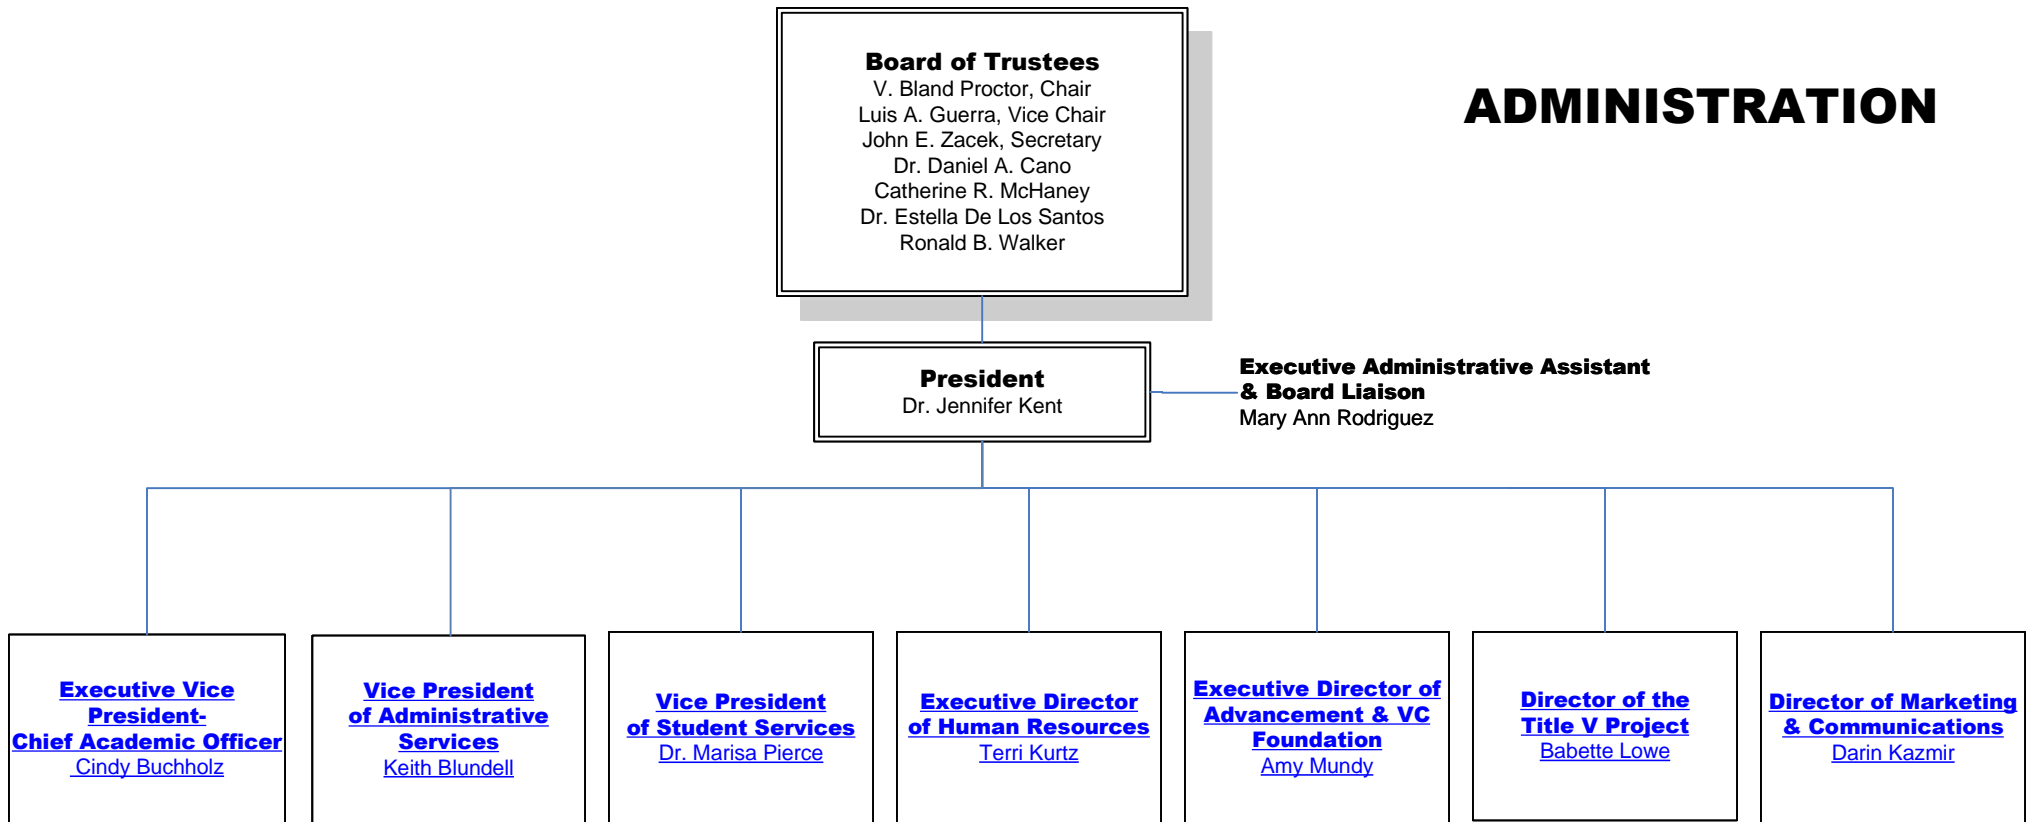 Board of Trustees
V. Bland Proctor, Chair
Luis A. Guerra, Vice Chair
John E. Zacek, Secretary
Dr. Daniel A. Cano
Catherine R. McHaney
Dr. Estella De Los Santos
Ronald B. Walker
ADMINISTRATION
President
Dr. Jennifer Kent
Executive Administrative Assistant
& Board Liaison
Mary Ann Rodriguez
Executive Vice
President-
Chief Academic Officer
Cindy Buchholz
Vice President
of Administrative
Services
Keith Blundell
Vice President
of Student Services
Dr. Marisa Pierce
Executive Director
of Human Resources
Terri Kurtz
Executive Director of
Advancement & VC
Foundation
Amy Mundy
Director of the
Title V Project
Babette Lowe
Director of Marketing
& Communications
Darin Kazmir